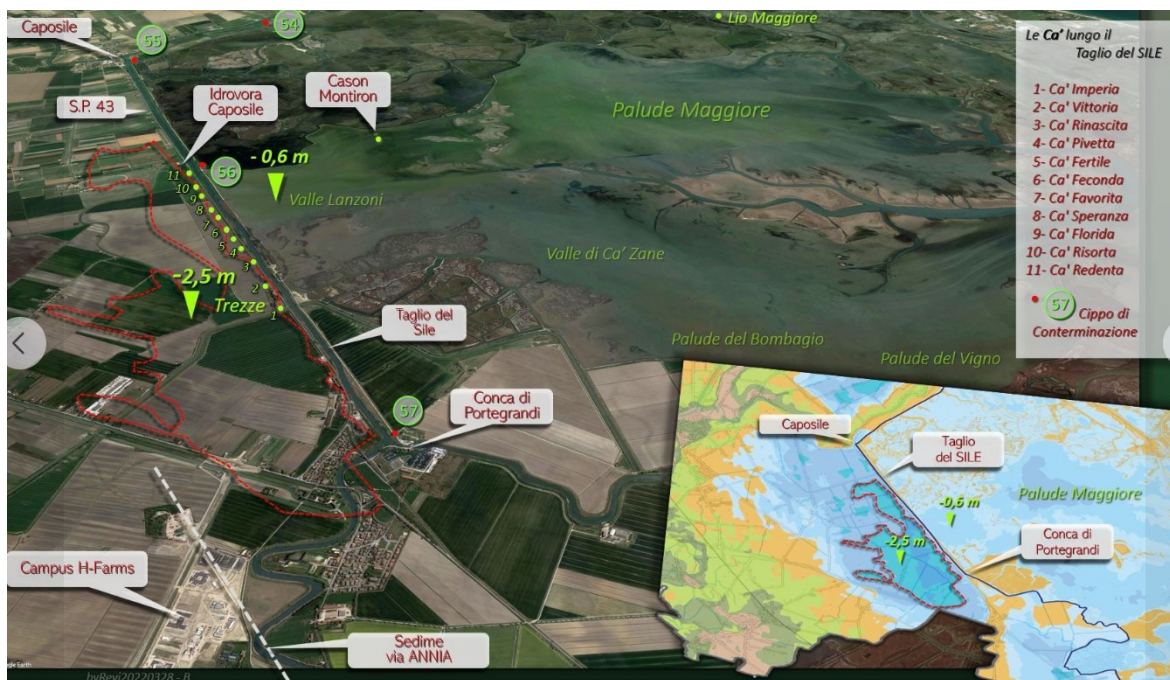 Caposile
55
54
Lio Maggiore
S.P. 43
Idrovora
Caposile
Cason
Montiron
Palude Maggiore
56
- 0,6 m
Valle Lanzoni
11
10
9
8
7
6
5
4
3
2
1
Valle di Ca' Zane
-2,5 m
Trezze
Taglio del
Sile
Palude del Bombagio
Palude del Vigno
57
Conca di
Portegrandi
Campus H-Farms
Sedime
via ANNIA
Le Ca' lungo il
Taglio del SILE
1- Ca' Imperia
2- Ca' Vittoria
3- Ca' Rinascita
4- Ca' Pivetta
5- Ca' Fertile
6- Ca' Feconda
7- Ca' Favorita
8- Ca' Speranza
9- Ca' Florida
10- Ca' Risorta
11- Ca' Redenta
57 Cippo di
Conterminazione
Caposile
Taglio
del SILE
Palude Maggiore
-0,6 m
-2,5 m
Conca di
Portegrandi
gle Earth
byRevi20220328 - B